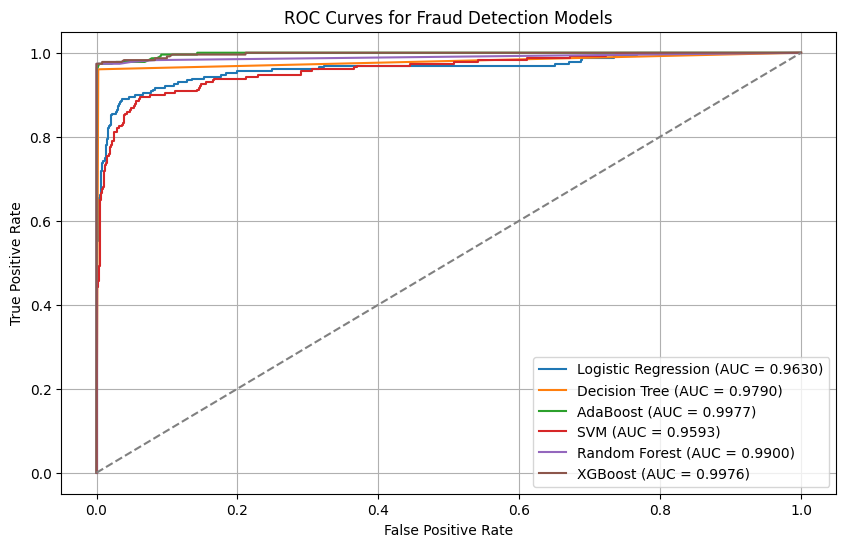 ROC Curves for Fraud Detection Models
True Positive Rate
1.0
0.8
0.6
0.4
0.2
0.0
Logistic Regression (AUC = 0.9630)
Decision Tree (AUC = 0.9790)
AdaBoost (AUC = 0.9977)
SVM (AUC = 0.9593)
Random Forest (AUC = 0.9900)
XGBoost (AUC = 0.9976)
0.0 0.2 0.4 0.6 0.8 1.0
False Positive Rate